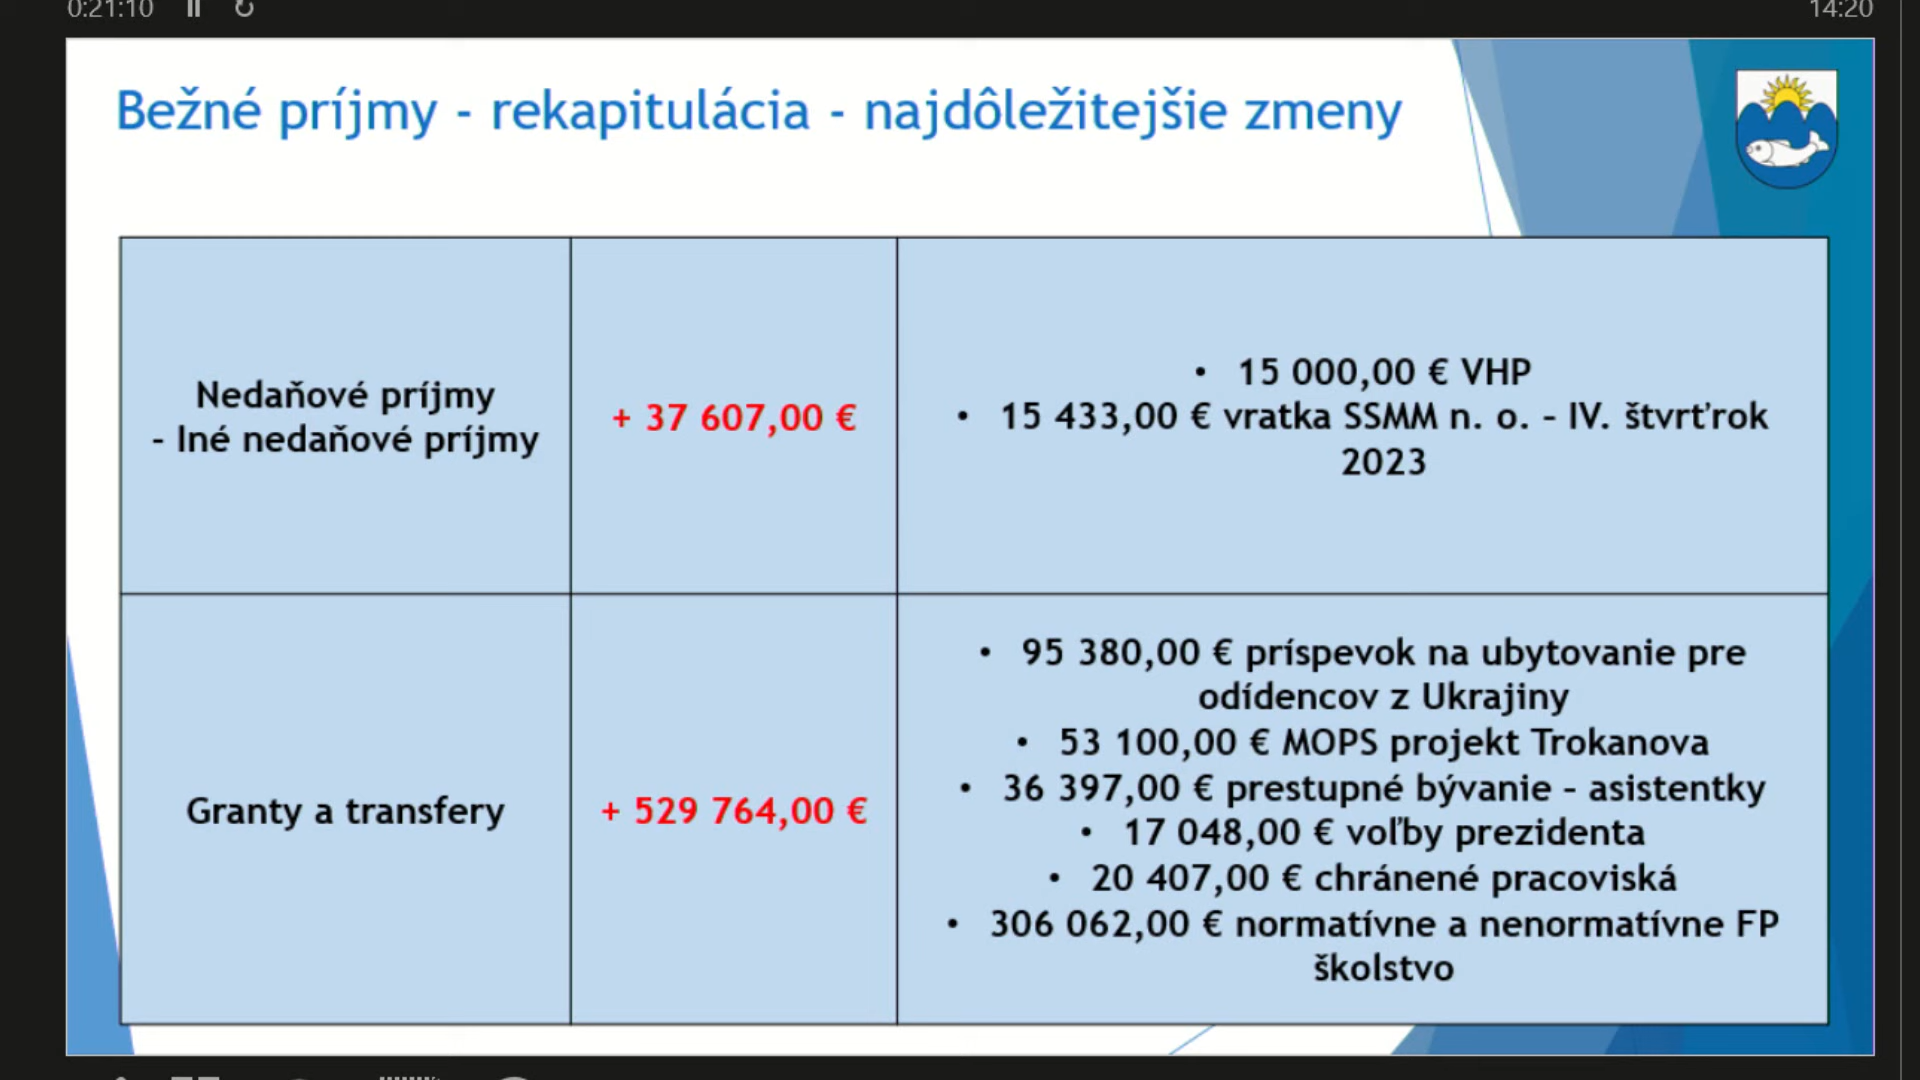 0:21:10
14:20
Bežné príjmy - rekapitulácia - najdôležitejšie zmeny
Nedaňové príjmy
- Iné nedaňové príjmy
+ 37 607,00 €
• 15 000,00 € VHP
• 15 433,00 € vratka SSMM n. o. – IV. štvrťrok
2023
Granty a transfery
+ 529 764,00 €
• 95 380,00 € príspevok na ubytovanie pre
odídencov z Ukrajiny
• 53 100,00 € MOPS projekt Trokanova
• 36 397,00 € prestupné bývanie – asistentky
• 17 048,00 € voľby prezidenta
• 20 407,00 € chránené pracoviská
• 306 062,00 € normatívne a nenormatívne FP
školstvo